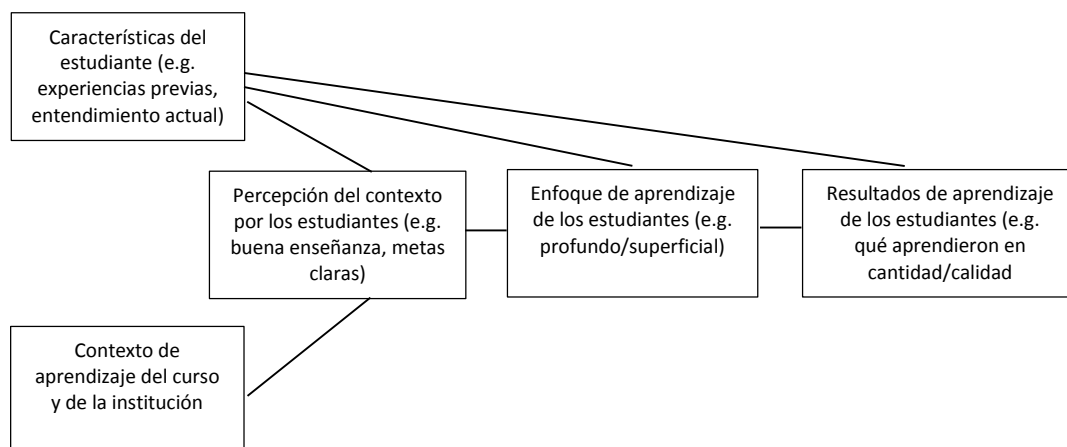 Características del
estudiante (e.g.
experiencias previas,
entendimiento actual)
Percepción del contexto
por los estudiantes (e.g.
buena enseñanza, metas
claras)
Enfoque de aprendizaje
de los estudiantes (e.g.
profundo/superficial)
Resultados de aprendizaje
de los estudiantes (e.g.
qué aprendieron en
cantidad/calidad
Contexto de
aprendizaje del curso
y de la institución